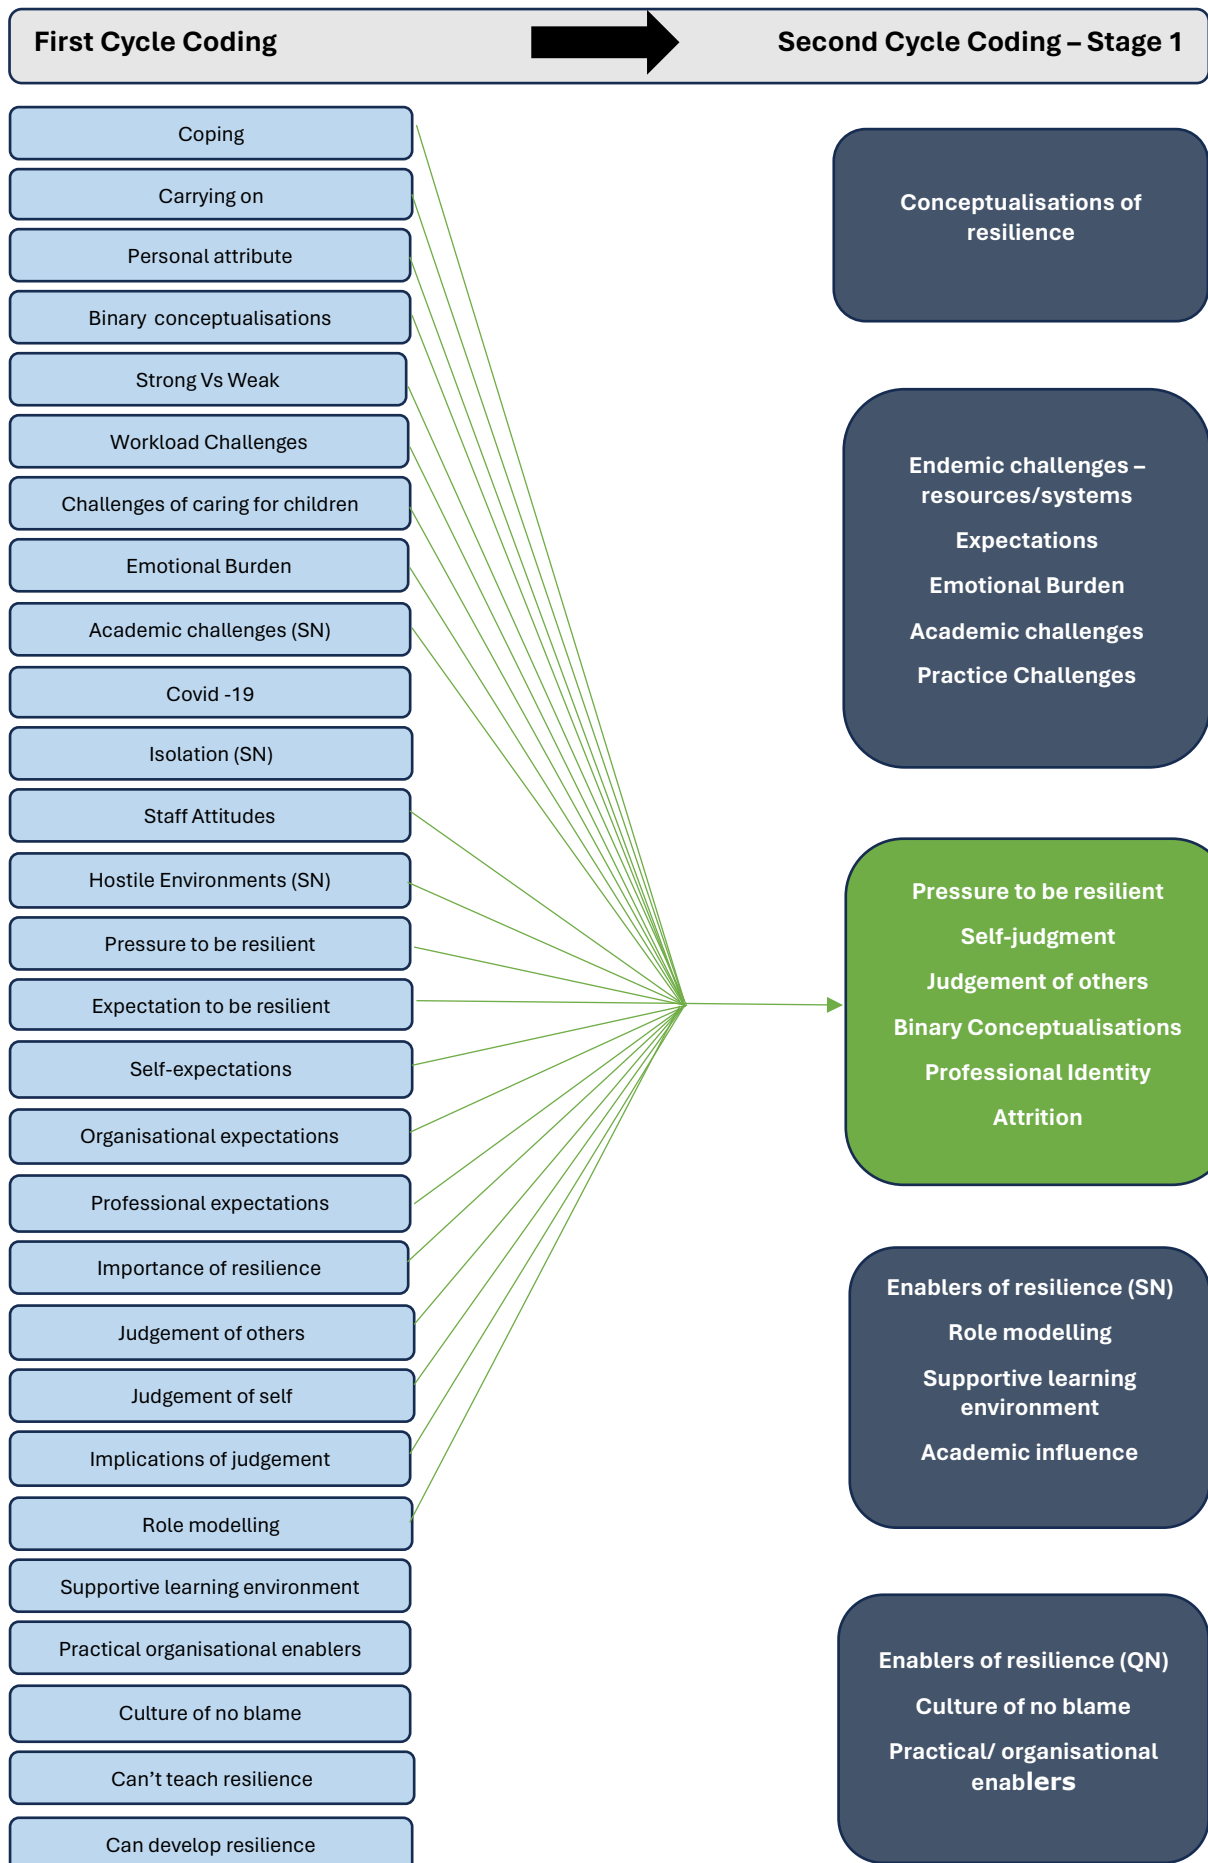 First Cycle Coding
Second Cycle Coding – Stage 1
Coping
Carrying on
Personal attribute
Binary conceptualisations
Strong Vs Weak
Workload Challenges
Challenges of caring for children
Emotional Burden
Academic challenges (SN)
Covid -19
Isolation (SN)
Staff Attitudes
Hostile Environments (SN)
Pressure to be resilient
Expectation to be resilient
Self-expectations
Organisational expectations
Professional expectations
Importance of resilience
Judgement of others
Judgement of self
Implications of judgement
Role modelling
Supportive learning environment
Practical organisational enablers
Culture of no blame
Can’t teach resilience
Can develop resilience
Conceptualisations of
resilience
Endemic challenges –
resources/systems
Expectations
Emotional Burden
Academic challenges
Practice Challenges
Pressure to be resilient
Self-judgment
Judgement of others
Binary Conceptualisations
Professional Identity
Attrition
Enablers of resilience (SN)
Role modelling
Supportive learning
environment
Academic influence
Enablers of resilience (QN)
Culture of no blame
Practical/ organisational
enablers